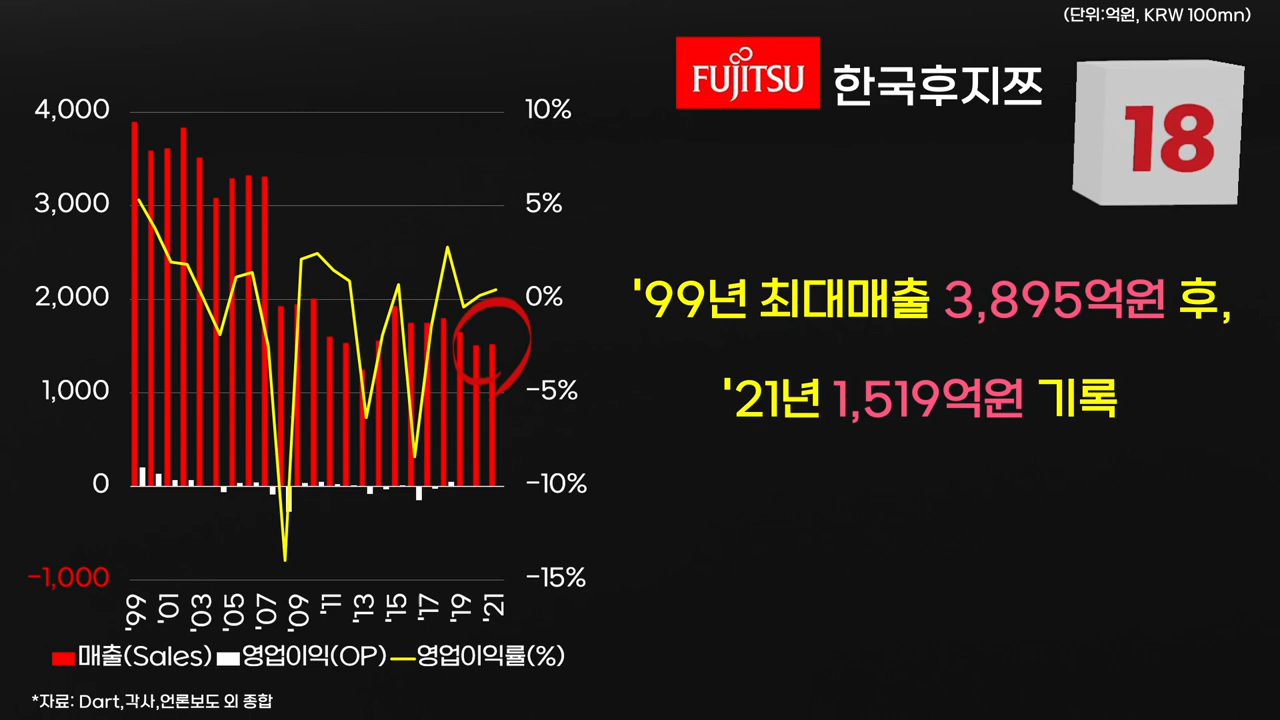 (단위:억원, KRW 100mn)
FUJITSU 한국후지쯔
18
4,000
3,000
2,000
1,000
0
-1,000
10%
5%
0%
-5%
-10%
-15%
'99년 최대매출 3,895억원 후,
'21년 1,519억원 기록
'99 '01 '03 '05 '07 '09 '11 '13 '15 '17 '19 '21
매출(Sales) 영업이익(OP) 영업이익률(%)
*자료: Dart,각사,언론보도 외 종합